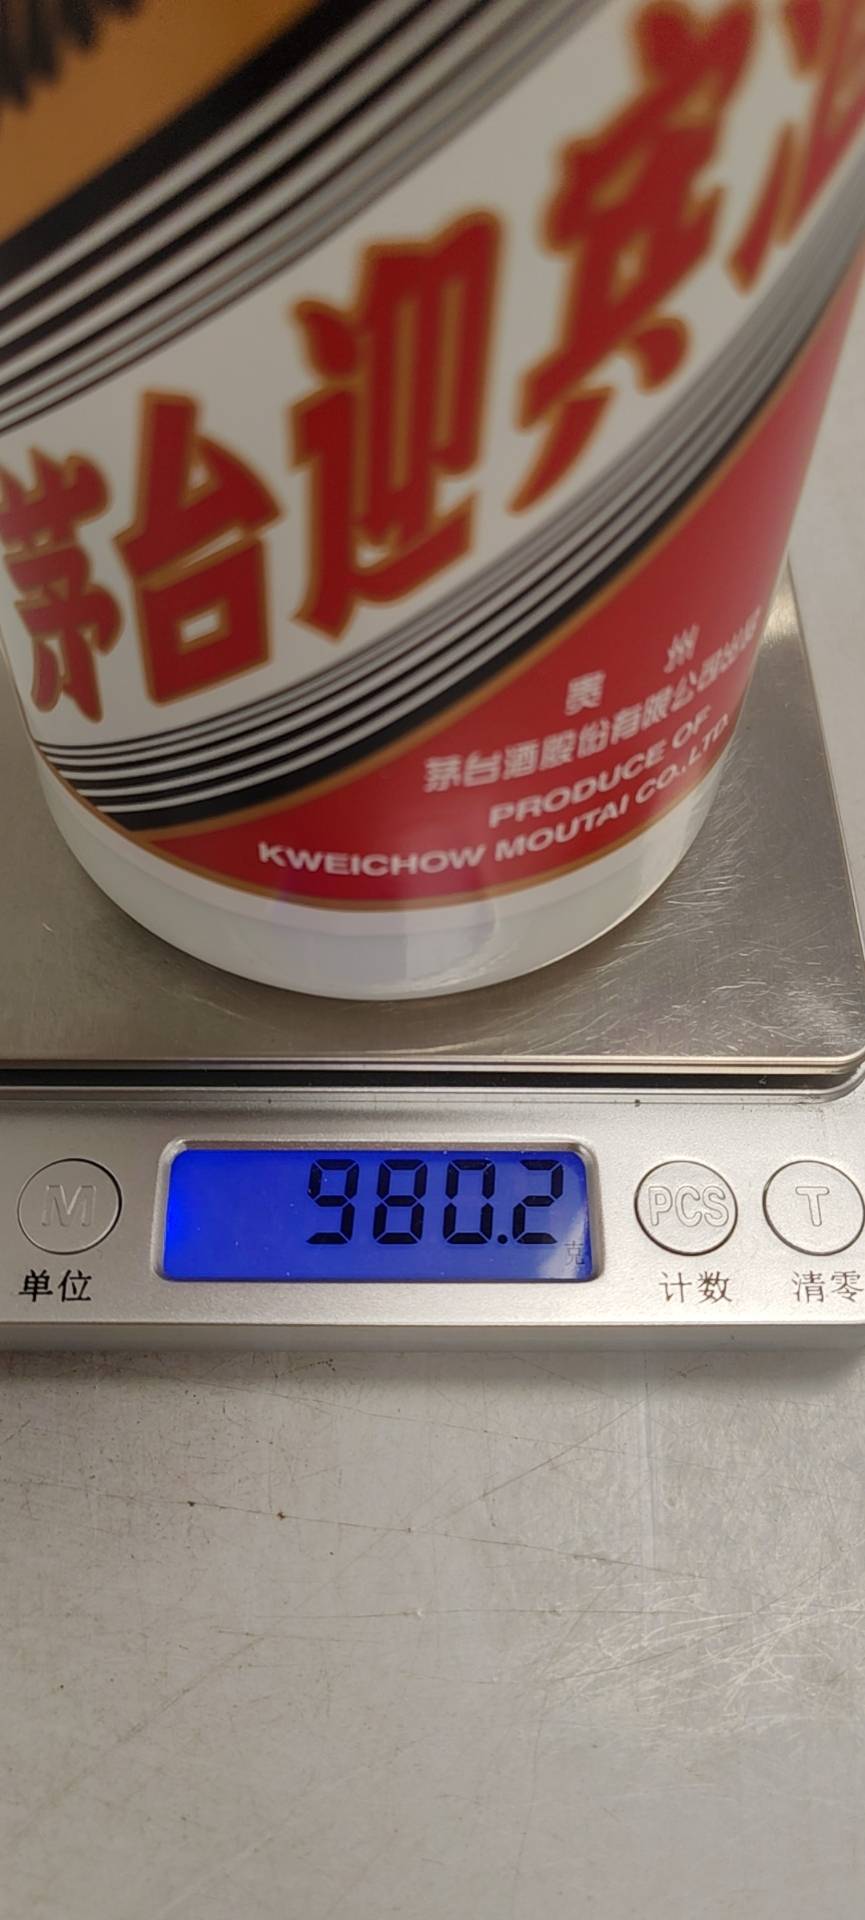 茅台迎宾酒
贵 州
茅台酒股份有限公司出品
PRODUCE OF
KWEICHOW MOUTAI CO.,LTD.
980.2
克
M
PCS
T
单位
计数
清零